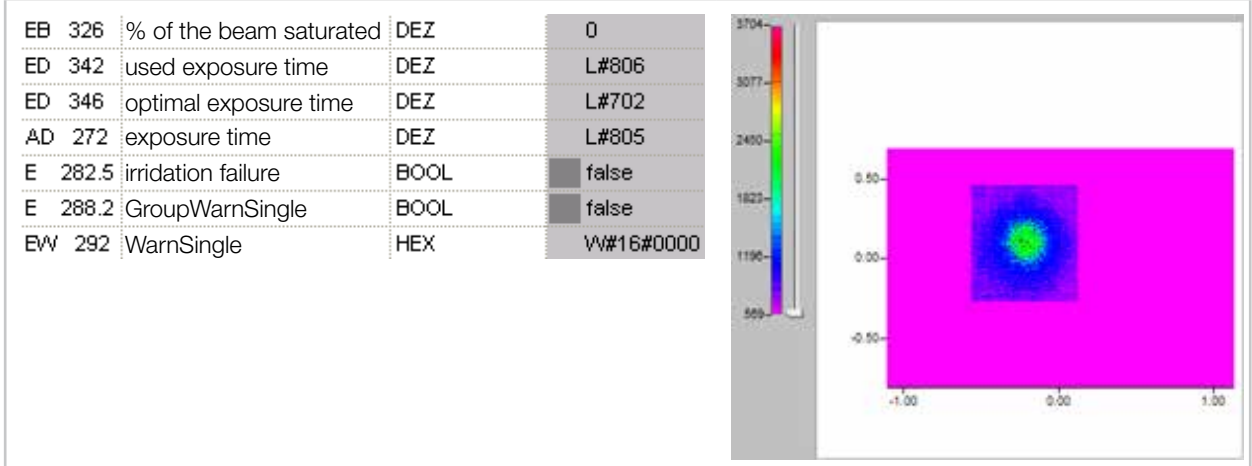 EB 326 % of the beam saturated DEZ 0
ED 342 used exposure time DEZ L#806
ED 346 optimal exposure time DEZ L#702
AD 272 exposure time DEZ L#805
E 282.5 irridation failure BOOL false
E 288.2 GroupWarnSingle BOOL false
EW 292 WarnSingle HEX W#16#0000
3704
3077
2450
1823
1196
569
0.50
0.00
-0.50
-1.00 0.00 1.00